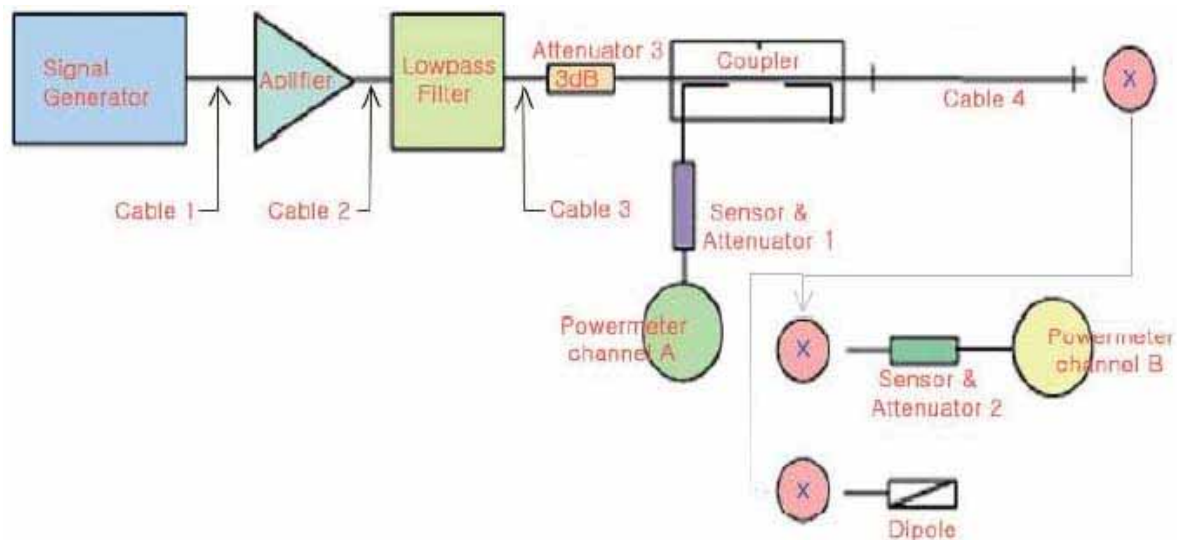 Signal
Generator
Aplifier
Lowpass
Filter
Attenuator 3
3dB
Coupler
Cable 4
X
Cable 1
Cable 2
Cable 3
Sensor &
Attenuator 1
Powermeter
channel A
X
Sensor &
Attenuator 2
Powermeter
channel B
X
Dipole